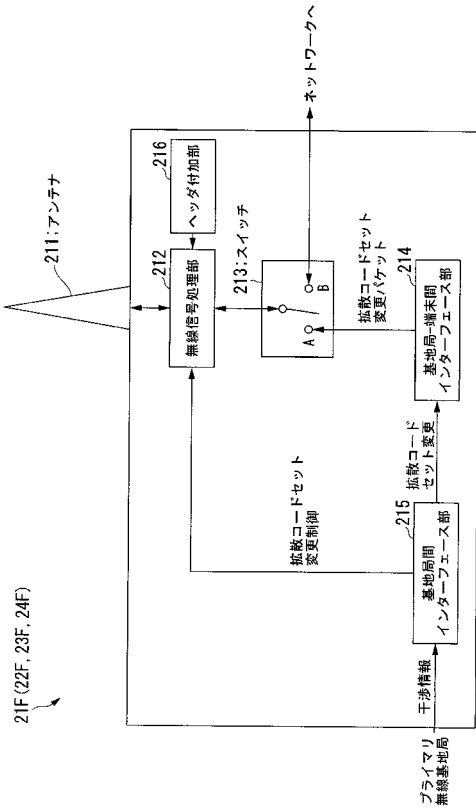 21F (22F, 23F, 24F)
211;アンテナ
216
ヘッダ付加部
212
無線信号処理部
213;スイッチ
A
B
ネットワークへ
拡散コードセット
変更パケット
214
基地局-端末間
インターフェース部
拡散コードセット
変更制御
拡散コード
セット変更
215
基地局間
インターフェース部
干渉情報
プライマリ
無線基地局